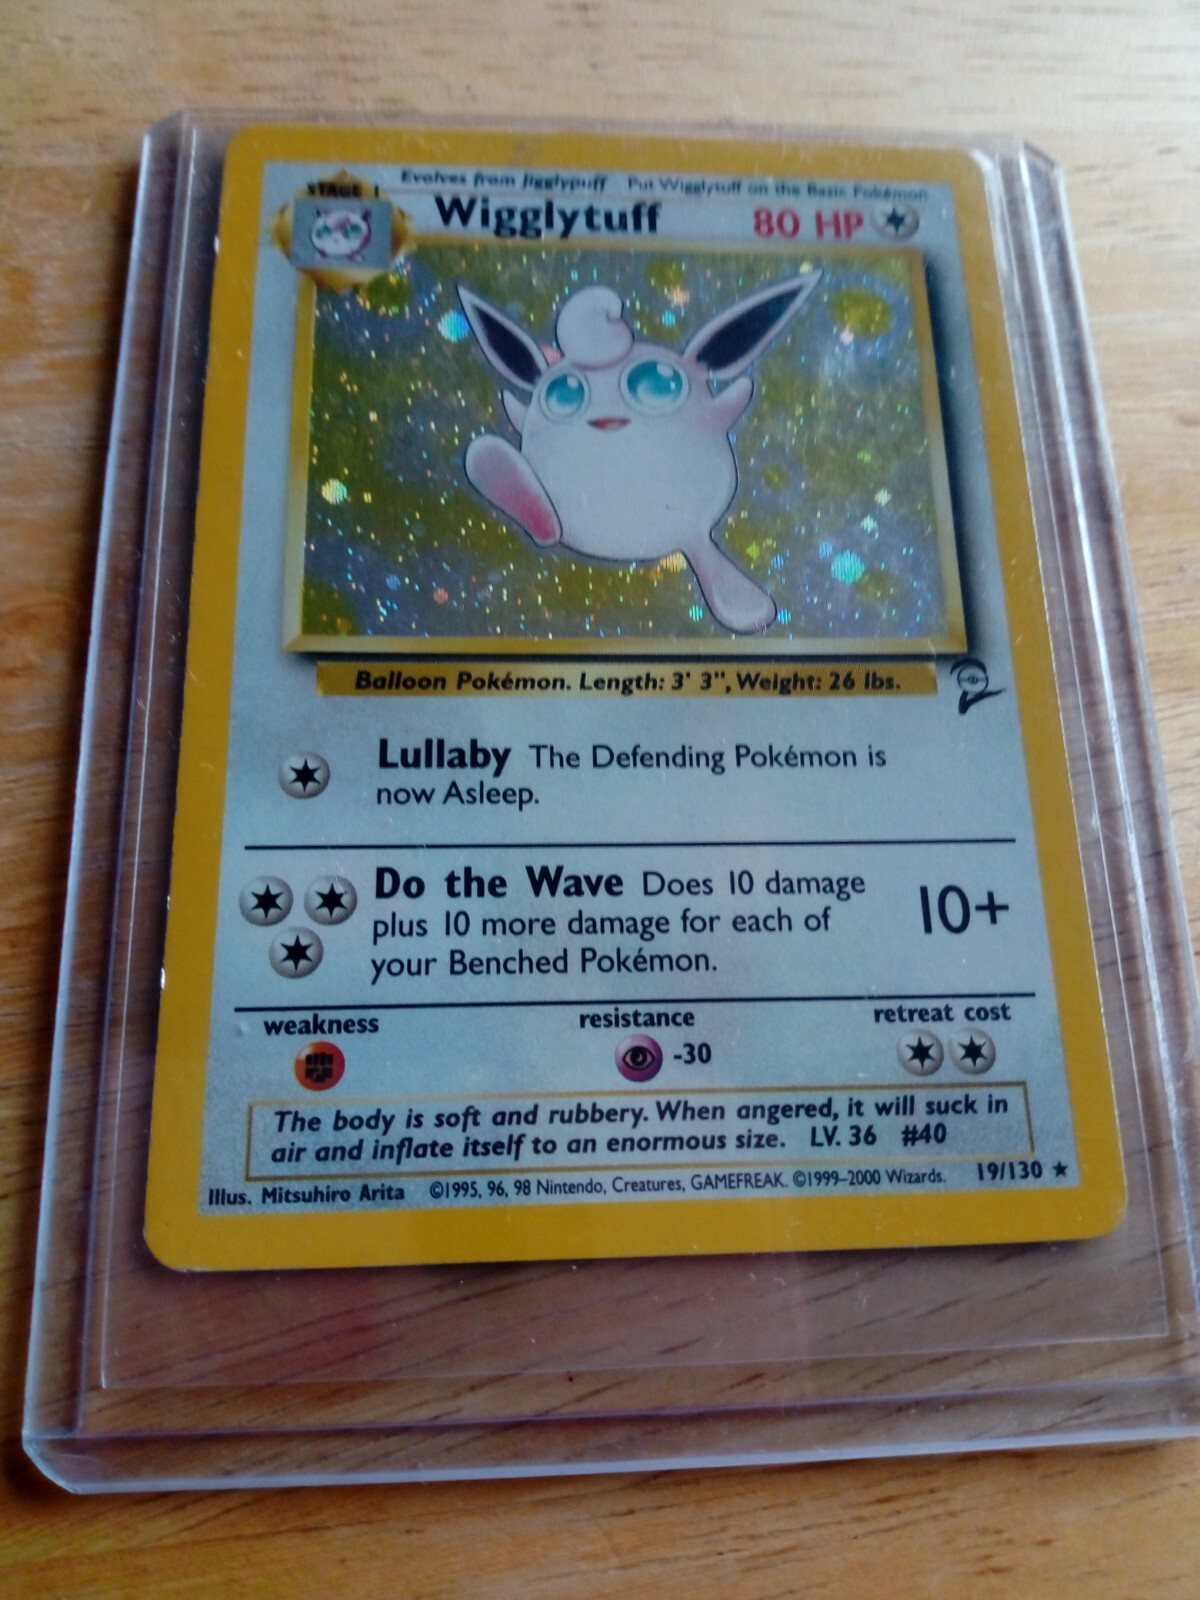 STAGE 1
Evolves from Jigglypuff Put Wigglytuff on the Basic Pokémon
Wigglytuff 80 HP
Balloon Pokémon. Length: 3' 3", Weight: 26 lbs.
Lullaby The Defending Pokémon is
now Asleep.
Do the Wave Does 10 damage
plus 10 more damage for each of
your Benched Pokémon.
10+
weakness resistance retreat cost
-30
The body is soft and rubbery. When angered, it will suck in
air and inflate itself to an enormous size. LV. 36 #40
Illus. Mitsuhiro Arita ©1995, 96, 98 Nintendo, Creatures, GAMEFREAK. ©1999–2000 Wizards. 19/130 ★